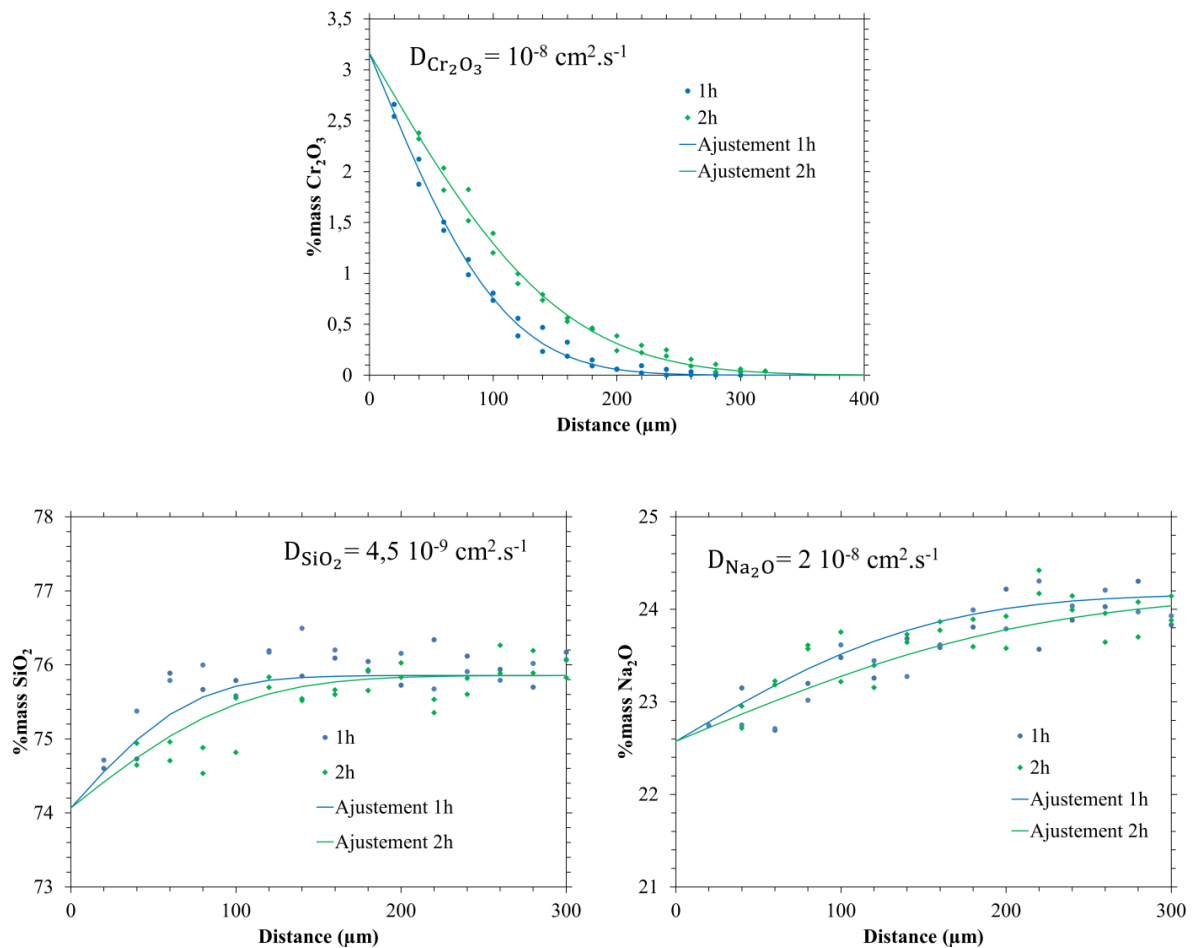 3,5
3
2,5
2
1,5
1
0,5
0
%mass Cr₂O₃
D_Cr₂O₃ = 10⁻⁸ cm².s⁻¹
1h
2h
Ajustement 1h
Ajustement 2h
0 100 200 300 400
Distance (µm)
78
77
76
75
74
73
%mass SiO₂
D_SiO₂ = 4,5 10⁻⁹ cm².s⁻¹
1h
2h
Ajustement 1h
Ajustement 2h
0 100 200 300
Distance (µm)
25
24
23
22
21
%mass Na₂O
D_Na₂O = 2 10⁻⁸ cm².s⁻¹
1h
2h
Ajustement 1h
Ajustement 2h
0 100 200 300
Distance (µm)